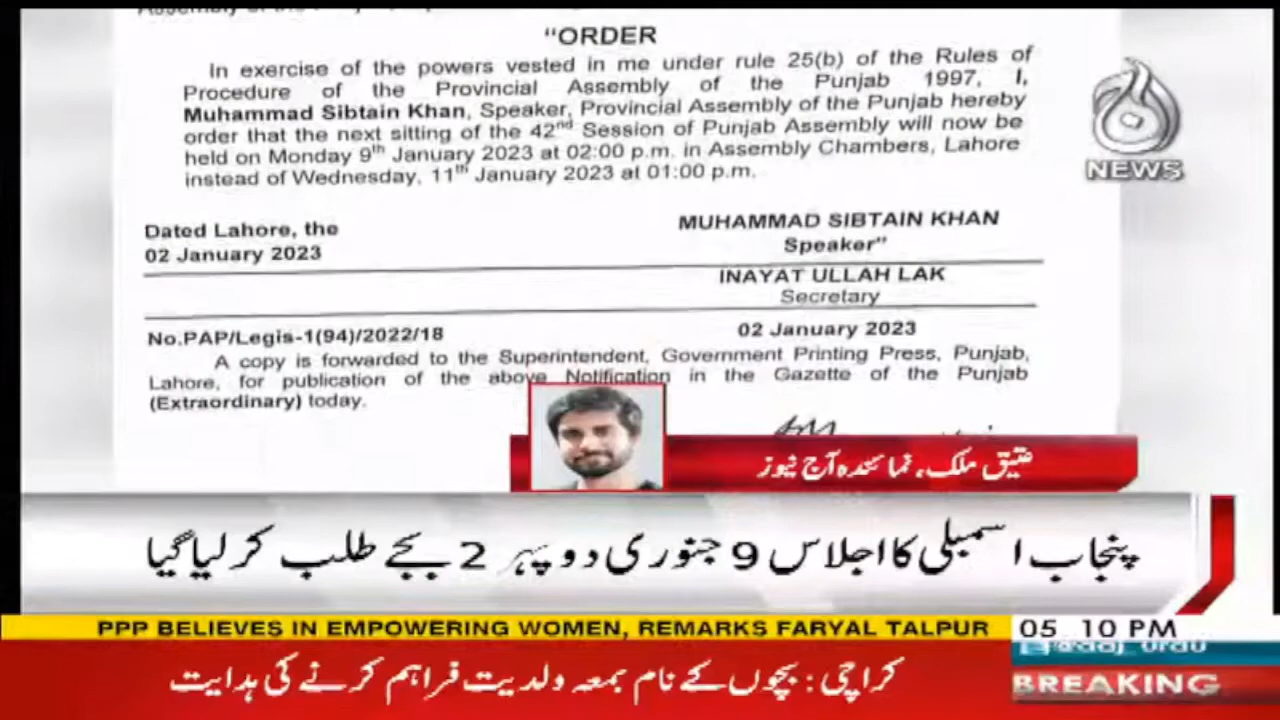 "ORDER
In exercise of the powers vested in me under rule 25(b) of the Rules of
Procedure of the Provincial Assembly of the Punjab 1997, I,
Muhammad Sibtain Khan, Speaker, Provincial Assembly of the Punjab hereby
order that the next sitting of the 42nd Session of Punjab Assembly will now be
held on Monday 9th January 2023 at 02:00 p.m. in Assembly Chambers, Lahore
instead of Wednesday, 11th January 2023 at 01:00 p.m.
NEWS
Dated Lahore, the
02 January 2023
MUHAMMAD SIBTAIN KHAN
Speaker"
INAYAT ULLAH LAK
Secretary
No.PAP/Legis-1(94)/2022/18
02 January 2023
A copy is forwarded to the Superintendent, Government Printing Press, Punjab,
Lahore, for publication of the above Notification in the Gazette of the Punjab
(Extraordinary) today.
عتیق ملک، نمائندہ آج نیوز
پنجاب اسمبلی کا اجلاس 9 جنوری دوپہر 2 بجے طلب کر لیا گیا
PPP BELIEVES IN EMPOWERING WOMEN, REMARKS FARYAL TALPUR
05 10 PM
کراچی : بچوں کے نام بمعہ ولدیت فراہم کرنے کی ہدایت
BREAKING